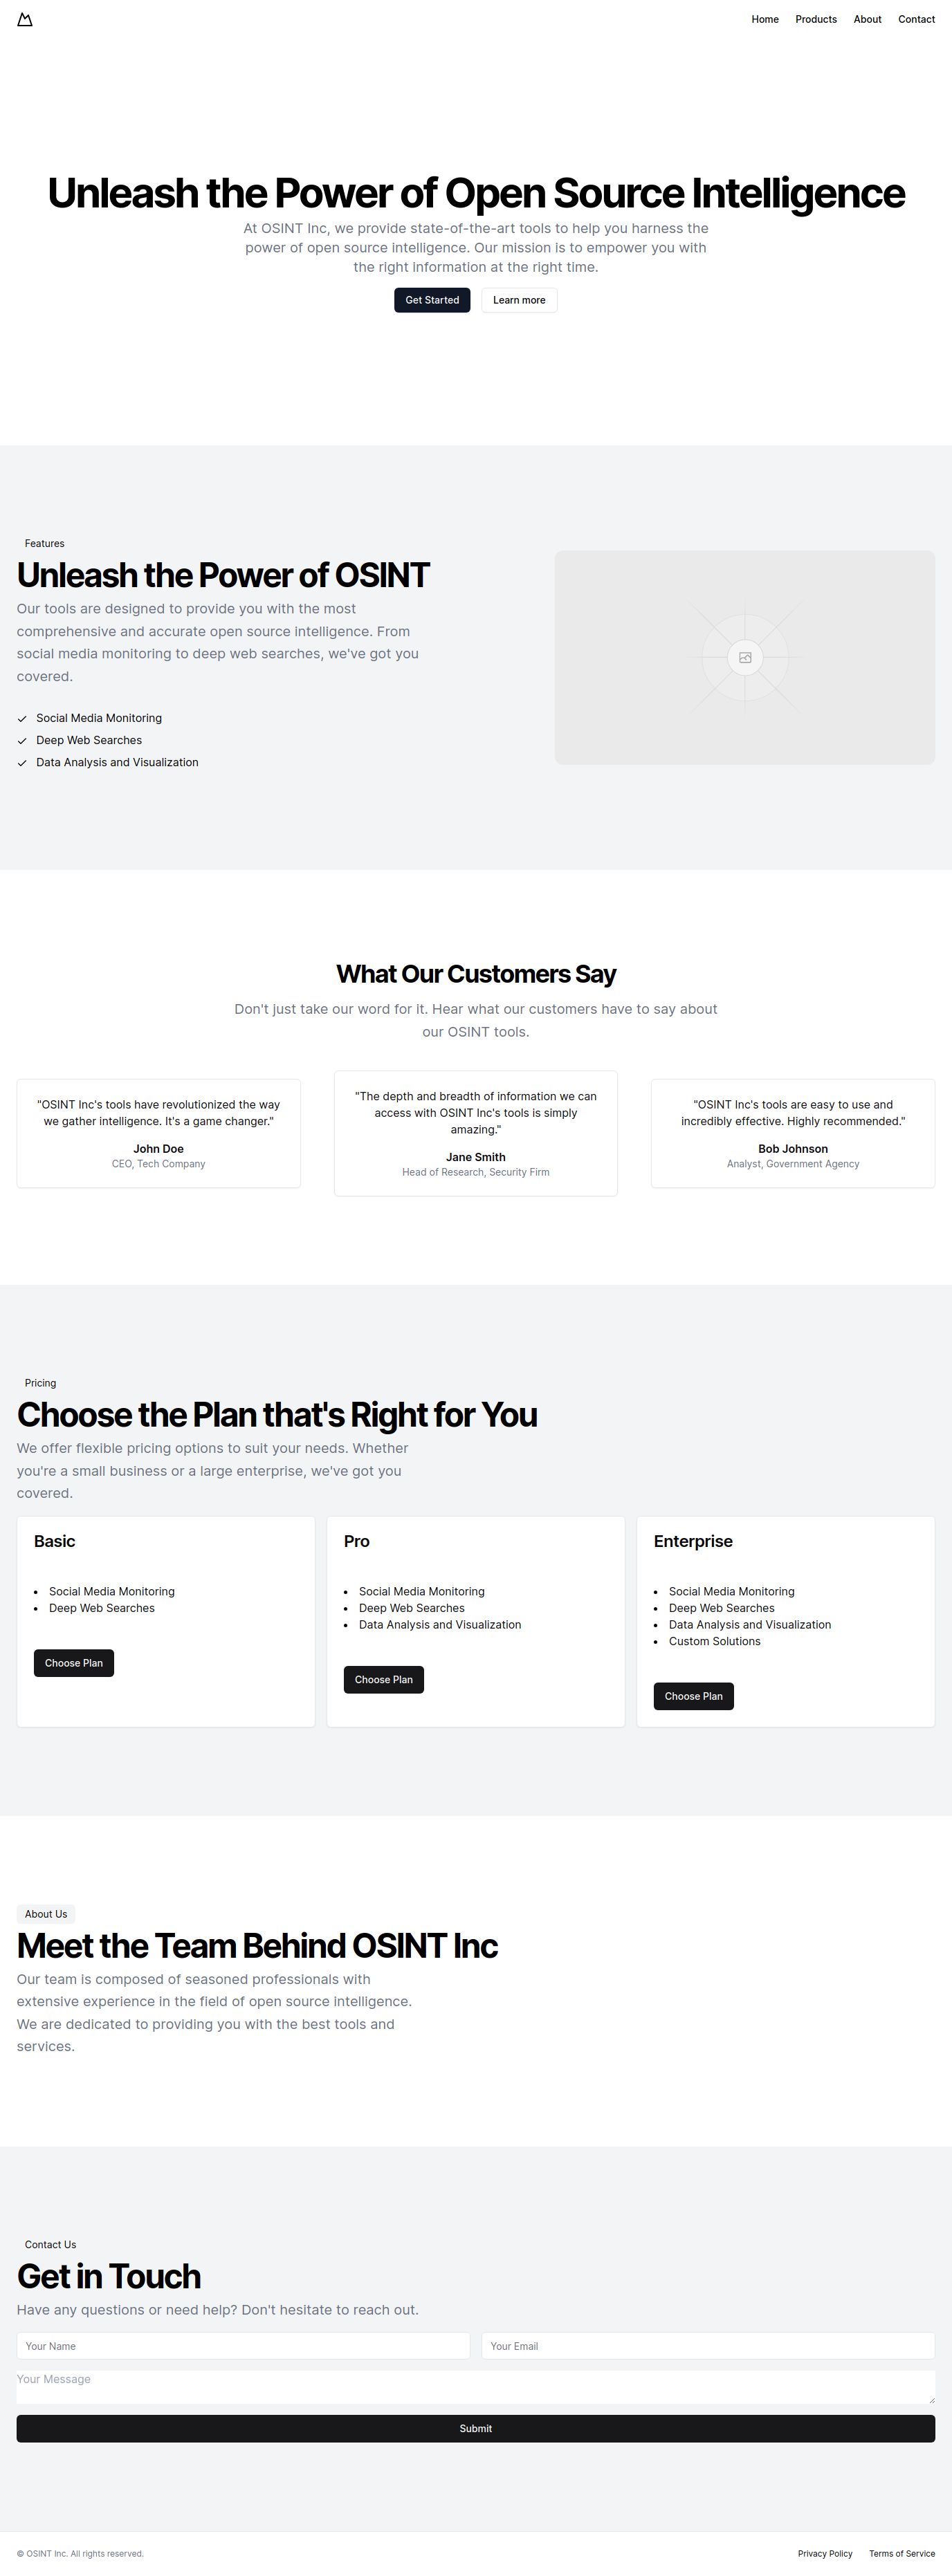 Home Products About Contact
Unleash the Power of Open Source Intelligence
At OSINT Inc, we provide state-of-the-art tools to help you harness the
power of open source intelligence. Our mission is to empower you with
the right information at the right time.
Get Started Learn more
Features
Unleash the Power of OSINT
Our tools are designed to provide you with the most
comprehensive and accurate open source intelligence. From
social media monitoring to deep web searches, we've got you
covered.
Social Media Monitoring
Deep Web Searches
Data Analysis and Visualization
What Our Customers Say
Don't just take our word for it. Hear what our customers have to say about
our OSINT tools.
"OSINT Inc's tools have revolutionized the way
we gather intelligence. It's a game changer."
John Doe
CEO, Tech Company
"The depth and breadth of information we can
access with OSINT Inc's tools is simply
amazing."
Jane Smith
Head of Research, Security Firm
"OSINT Inc's tools are easy to use and
incredibly effective. Highly recommended."
Bob Johnson
Analyst, Government Agency
Pricing
Choose the Plan that's Right for You
We offer flexible pricing options to suit your needs. Whether
you're a small business or a large enterprise, we've got you
covered.
Basic
• Social Media Monitoring
• Deep Web Searches
Choose Plan
Pro
• Social Media Monitoring
• Deep Web Searches
• Data Analysis and Visualization
Choose Plan
Enterprise
• Social Media Monitoring
• Deep Web Searches
• Data Analysis and Visualization
• Custom Solutions
Choose Plan
About Us
Meet the Team Behind OSINT Inc
Our team is composed of seasoned professionals with
extensive experience in the field of open source intelligence.
We are dedicated to providing you with the best tools and
services.
Contact Us
Get in Touch
Have any questions or need help? Don't hesitate to reach out.
Your Name Your Email
Your Message
Submit
© OSINT Inc. All rights reserved. Privacy Policy Terms of Service